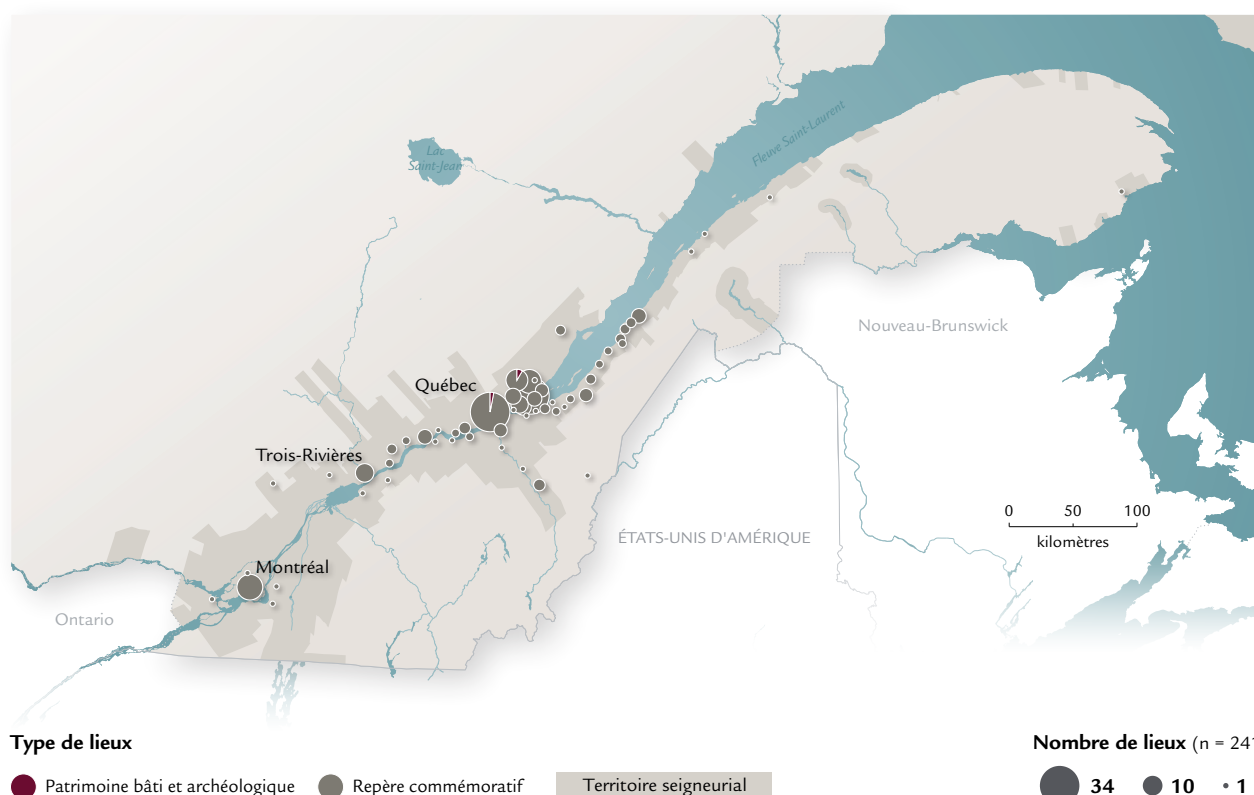 Fleuve Saint-Laurent
Lac
Saint-Jean
Nouveau-Brunswick
Québec
Trois-Rivières
0 50 100
kilomètres
ÉTATS-UNIS D'AMÉRIQUE
Montréal
Ontario
Type de lieux
Nombre de lieux (n = 241
Patrimoine bâti et archéologique
Repère commémoratif
Territoire seigneurial
34 10 1